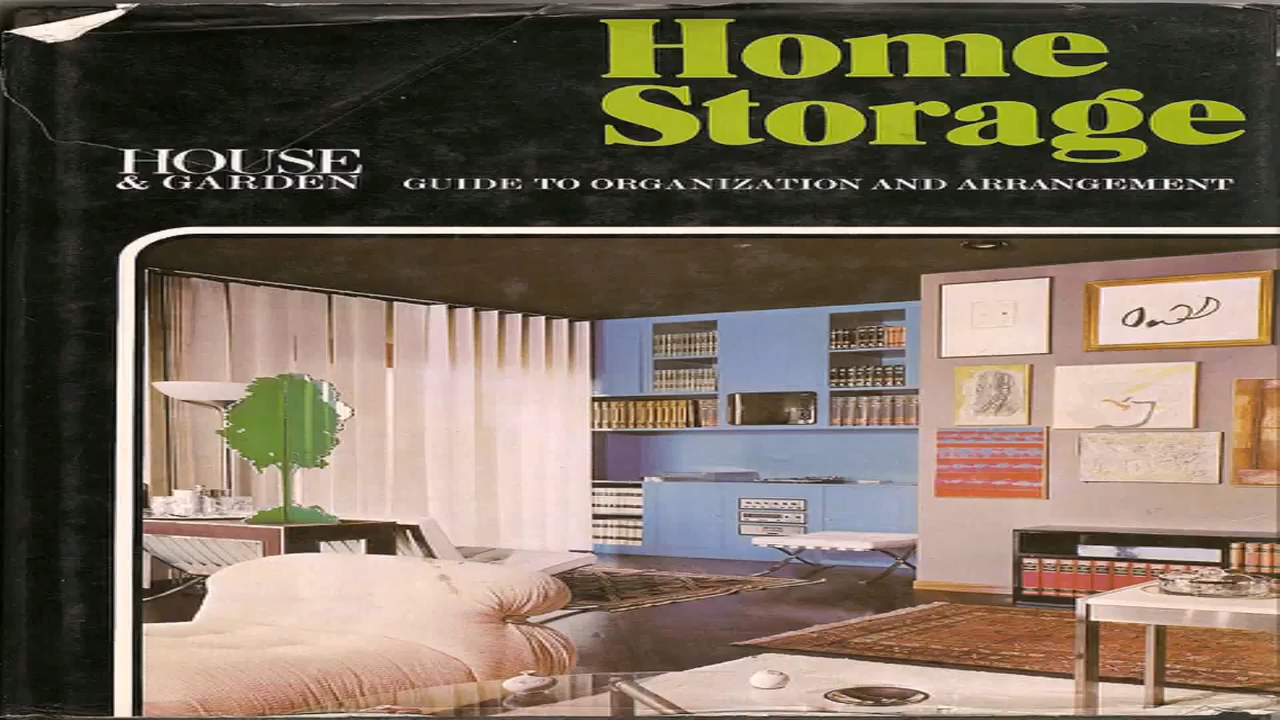 Home
Storage
HOUSE
& GARDEN
GUIDE TO ORGANIZATION AND ARRANGEMENT